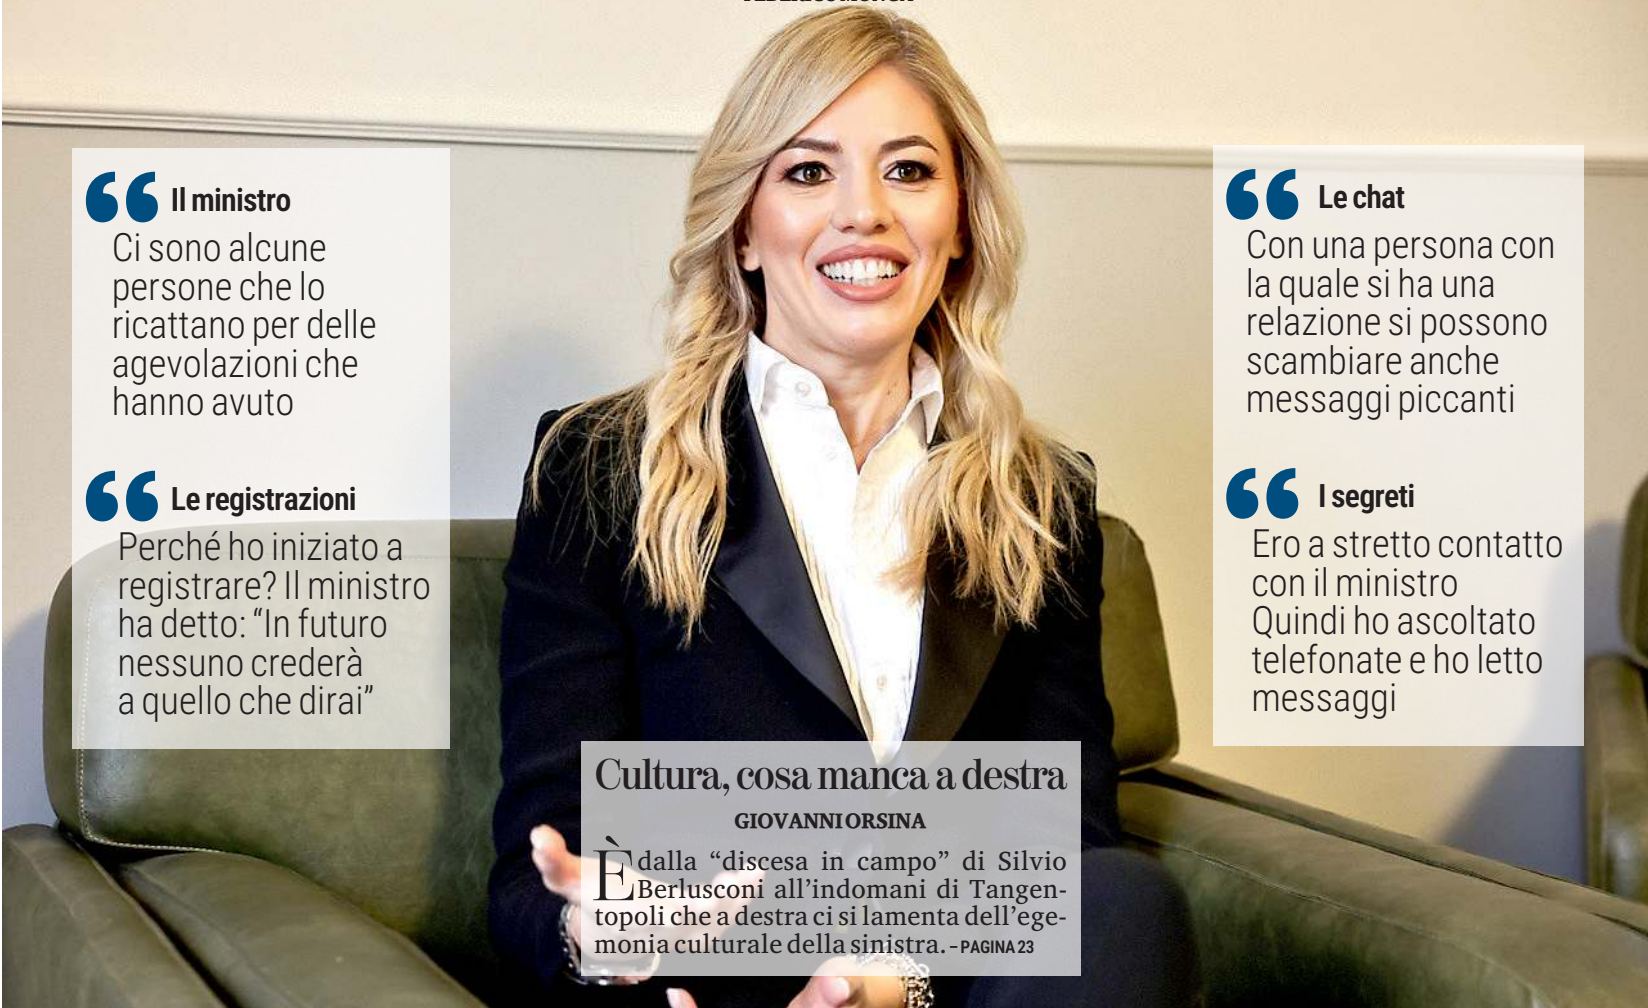 Il ministro
Ci sono alcune
persone che lo
ricattano per delle
agevolazioni che
hanno avuto
Le registrazioni
Perché ho iniziato a
registrare? Il ministro
ha detto: “In futuro
nessuno crederà
a quello che dirai”
Le chat
Con una persona con
la quale si ha una
relazione si possono
scambiare anche
messaggi piccanti
I segreti
Ero a stretto contatto
con il ministro
Quindi ho ascoltato
telefonate e ho letto
messaggi
Cultura, cosa manca a destra
GIOVANNI ORSINA
È dalla “discesa in campo” di Silvio
Berlusconi all’indomani di Tangen-
topoli che a destra ci si lamenta dell’ege-
monia culturale della sinistra. – PAGINA 23